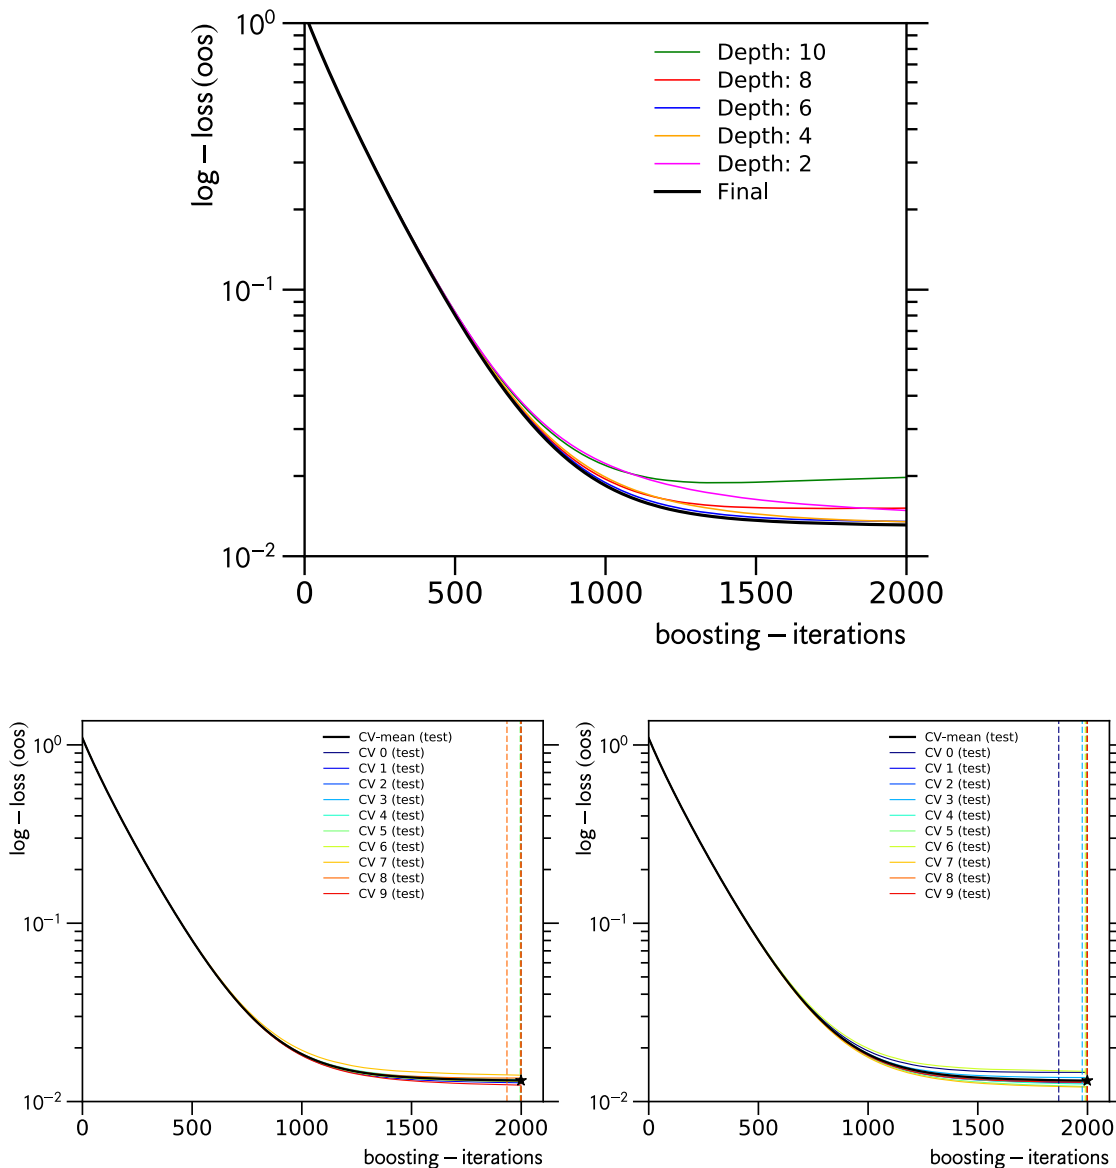 log − loss (oos)
10⁰
10⁻¹
10⁻²
Depth: 10
Depth: 8
Depth: 6
Depth: 4
Depth: 2
Final
0 500 1000 1500 2000
boosting − iterations
log − loss (oos)
10⁰
10⁻¹
10⁻²
CV-mean (test)
CV 0 (test)
CV 1 (test)
CV 2 (test)
CV 3 (test)
CV 4 (test)
CV 5 (test)
CV 6 (test)
CV 7 (test)
CV 8 (test)
CV 9 (test)
0 500 1000 1500 2000
boosting − iterations
log − loss (oos)
10⁰
10⁻¹
10⁻²
CV-mean (test)
CV 0 (test)
CV 1 (test)
CV 2 (test)
CV 3 (test)
CV 4 (test)
CV 5 (test)
CV 6 (test)
CV 7 (test)
CV 8 (test)
CV 9 (test)
0 500 1000 1500 2000
boosting − iterations